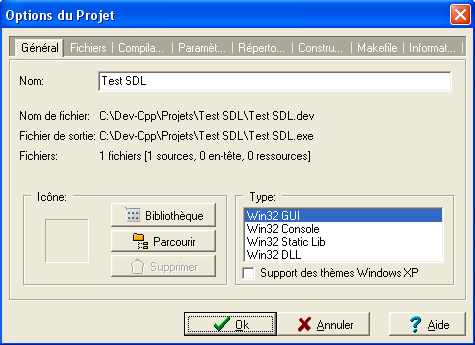 Options du Projet
Général Fichiers Compila... Paramèt... Réperto... Constru... Makefile Informat...
Nom: Test SDL
Nom de fichier: C:\Dev-Cpp\Projets\Test SDL\Test SDL.dev
Fichier de sortie: C:\Dev-Cpp\Projets\Test SDL\Test SDL.exe
Fichiers: 1 fichiers [1 sources, 0 en-tête, 0 ressources]
Icône:
Bibliothèque
Parcourir
Supprimer
Type:
Win32 GUI
Win32 Console
Win32 Static Lib
Win32 DLL
Support des thèmes Windows XP
Ok Annuler Aide